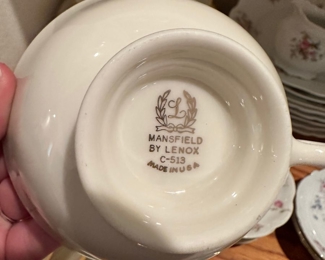 L
MANSFIELD
BY LENOX
C-513
MADE IN USA